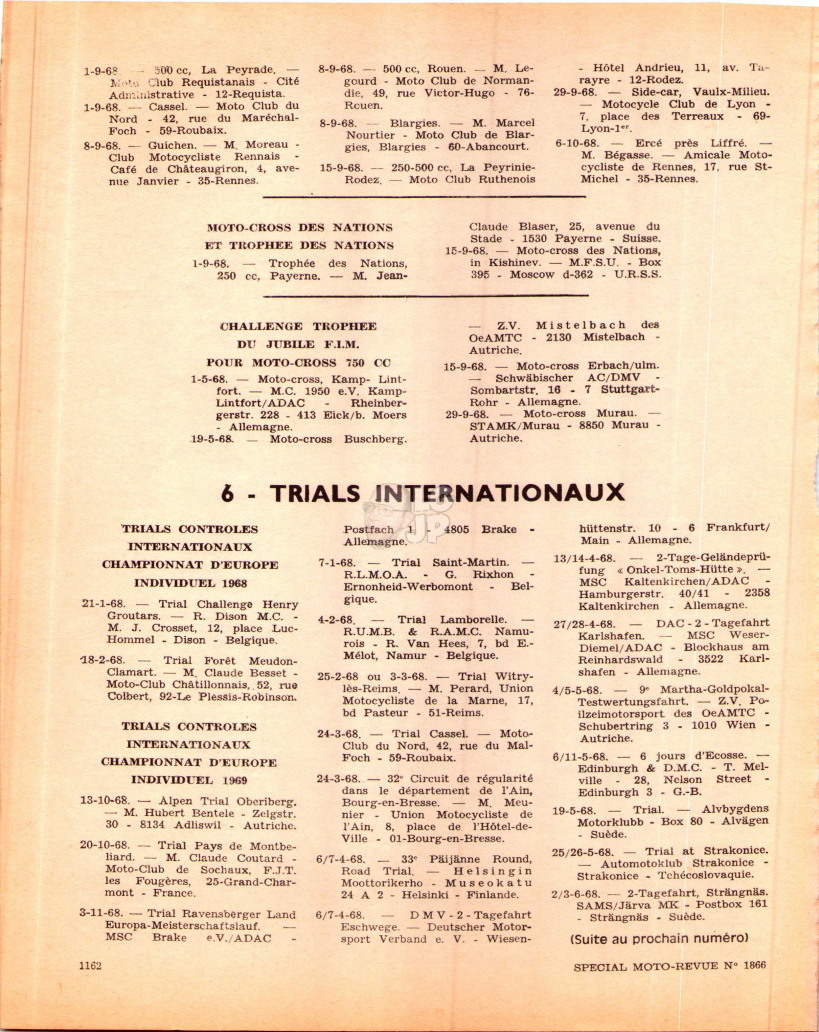 1-9-68. — 500 cc, La Peyrade. —
Moto Club Requistanais - Cité
Administrative - 12-Requista.
1-9-68. — Cassel. — Moto Club du
Nord - 42, rue du Maréchal-
Foch - 59-Roubaix.
8-9-68. — Guichen. — M. Moreau -
Club Motocycliste Rennais -
Café de Châteaugiron, 4, ave-
nue Janvier - 35-Rennes.
8-9-68. — 500 cc, Rouen. — M. Le-
gourd - Moto Club de Norman-
die, 49, rue Victor-Hugo - 76-
Rouen.
8-9-68. — Blargies. — M. Marcel
Nourtier - Moto Club de Blar-
gies, Blargies - 60-Abancourt.
15-9-68. — 250-500 cc, La Peyrinie-
Rodez. — Moto Club Ruthenois
- Hôtel Andrieu, 11, av. Ta-
rayre - 12-Rodez.
29-9-68. — Side-car, Vaulx-Milieu.
— Motocycle Club de Lyon -
7, place des Terreaux - 69-
Lyon-1er.
6-10-68. — Ercé près Liffré. —
M. Bégasse. — Amicale Moto-
cycliste de Rennes, 17, rue St-
Michel - 35-Rennes.
MOTO-CROSS DES NATIONS
ET TROPHEE DES NATIONS
1-9-68. — Trophée des Nations,
250 cc, Payerne. — M. Jean-
Claude Blaser, 25, avenue du
Stade - 1530 Payerne - Suisse.
15-9-68. — Moto-cross des Nations,
in Kishinev. — M.F.S.U. - Box
395 - Moscow d-362 - U.R.S.S.
CHALLENGE TROPHEE
DU JUBILE F.I.M.
POUR MOTO-CROSS 750 CC
1-5-68. — Moto-cross, Kamp- Lint-
fort. — M.C. 1950 e.V. Kamp-
Lintfort/ADAC - Rheinber-
gerstr. 228 - 413 Eick/b. Moers
- Allemagne.
19-5-68. — Moto-cross Buschberg.
— Z.V. Mistelbach des
OeAMTC - 2130 Mistelbach -
Autriche.
15-9-68. — Moto-cross Erbach/ulm.
— Schwäbischer AC/DMV -
Sombartstr. 16 - 7 Stuttgart-
Rohr - Allemagne.
29-9-68. — Moto-cross Murau. —
STAMK/Murau - 8850 Murau -
Autriche.
6 - TRIALS INTERNATIONAUX
TRIALS CONTROLES
INTERNATIONAUX
CHAMPIONNAT D'EUROPE
INDIVIDUEL 1968
21-1-68. — Trial Challenge Henry
Groutars. — R. Dison M.C. -
M. J. Crosset, 12, place Luc-
Hommel - Dison - Belgique.
18-2-68. — Trial Forêt Meudon-
Clamart. — M. Claude Besset -
Moto-Club Châtillonnais, 52, rue
Colbert, 92-Le Plessis-Robinson.
TRIALS CONTROLES
INTERNATIONAUX
CHAMPIONNAT D'EUROPE
INDIVIDUEL 1969
13-10-68. — Alpen Trial Oberiberg.
— M. Hubert Bentele - Zelgstr.
30 - 8134 Adliswil - Autriche.
20-10-68. — Trial Pays de Montbe-
liard. — M. Claude Coutard -
Moto-Club de Sochaux, F.J.T.
les Fougères, 25-Grand-Char-
mont - France.
3-11-68. — Trial Ravensberger Land
Europa-Meisterschaftslauf. —
MSC Brake e.V./ADAC -
Postfach 1 - 4805 Brake -
Allemagne.
7-1-68. — Trial Saint-Martin. —
R.L.M.O.A. - G. Rixhon -
Ernonheid-Werbomont - Bel-
gique.
4-2-68. — Trial Lamborelle. —
R.U.M.B. & R.A.M.C. Namu-
rois - R. Van Hees, 7, bd E.-
Mélot, Namur - Belgique.
25-2-68 ou 3-3-68. — Trial Witry-
lès-Reims. — M. Perard, Union
Motocycliste de la Marne, 17,
bd Pasteur - 51-Reims.
24-3-68. — Trial Cassel. — Moto-
Club du Nord, 42, rue du Mal-
Foch - 59-Roubaix.
24-3-68. — 32e Circuit de régularité
dans le département de l'Ain,
Bourg-en-Bresse. — M. Meu-
nier - Union Motocycliste de
l'Ain, 8, place de l'Hôtel-de-
Ville - 01-Bourg-en-Bresse.
6/7-4-68. — 33e Päijänne Round,
Road Trial. — Helsingin
Moottorikerho - Museokatu
24 A 2 - Helsinki - Finlande.
6/7-4-68. — DMV - 2 - Tagefahrt
Eschwege. — Deutscher Motor-
sport Verband e. V. - Wiesen-
hüttenstr. 10 - 6 Frankfurt/
Main - Allemagne.
13/14-4-68. — 2-Tage-Geländeprü-
fung « Onkel-Toms-Hütte ». —
MSC Kaltenkirchen/ADAC -
Hamburgerstr. 40/41 - 2358
Kaltenkirchen - Allemagne.
27/28-4-68. — DAC - 2 - Tagefahrt
Karlshafen. — MSC Weser-
Diemel/ADAC - Blockhaus am
Reinhardswald - 3522 Karl-
shafen - Allemagne.
4/5-5-68. — 9e Martha-Goldpokal-
Testwertungsfahrt. — Z.V. Po-
ilzeimotorsport des OeAMTC -
Schubertring 3 - 1010 Wien -
Autriche.
6/11-5-68. — 6 jours d'Ecosse. —
Edinburgh & D.M.C. - T. Mel-
ville - 28, Nelson Street -
Edinburgh 3 - G.-B.
19-5-68. — Trial. — Alvbygdens
Motorklubb - Box 80 - Alvägen
- Suède.
25/26-5-68. — Trial at Strakonice.
— Automotoklub Strakonice -
Strakonice - Tchécoslovaquie.
2/3-6-68. — 2-Tagefahrt, Strängnäs.
SAMS/Järva MK - Postbox 161
- Strängnäs - Suède.
(Suite au prochain numéro)
1162
SPECIAL MOTO-REVUE N° 1866